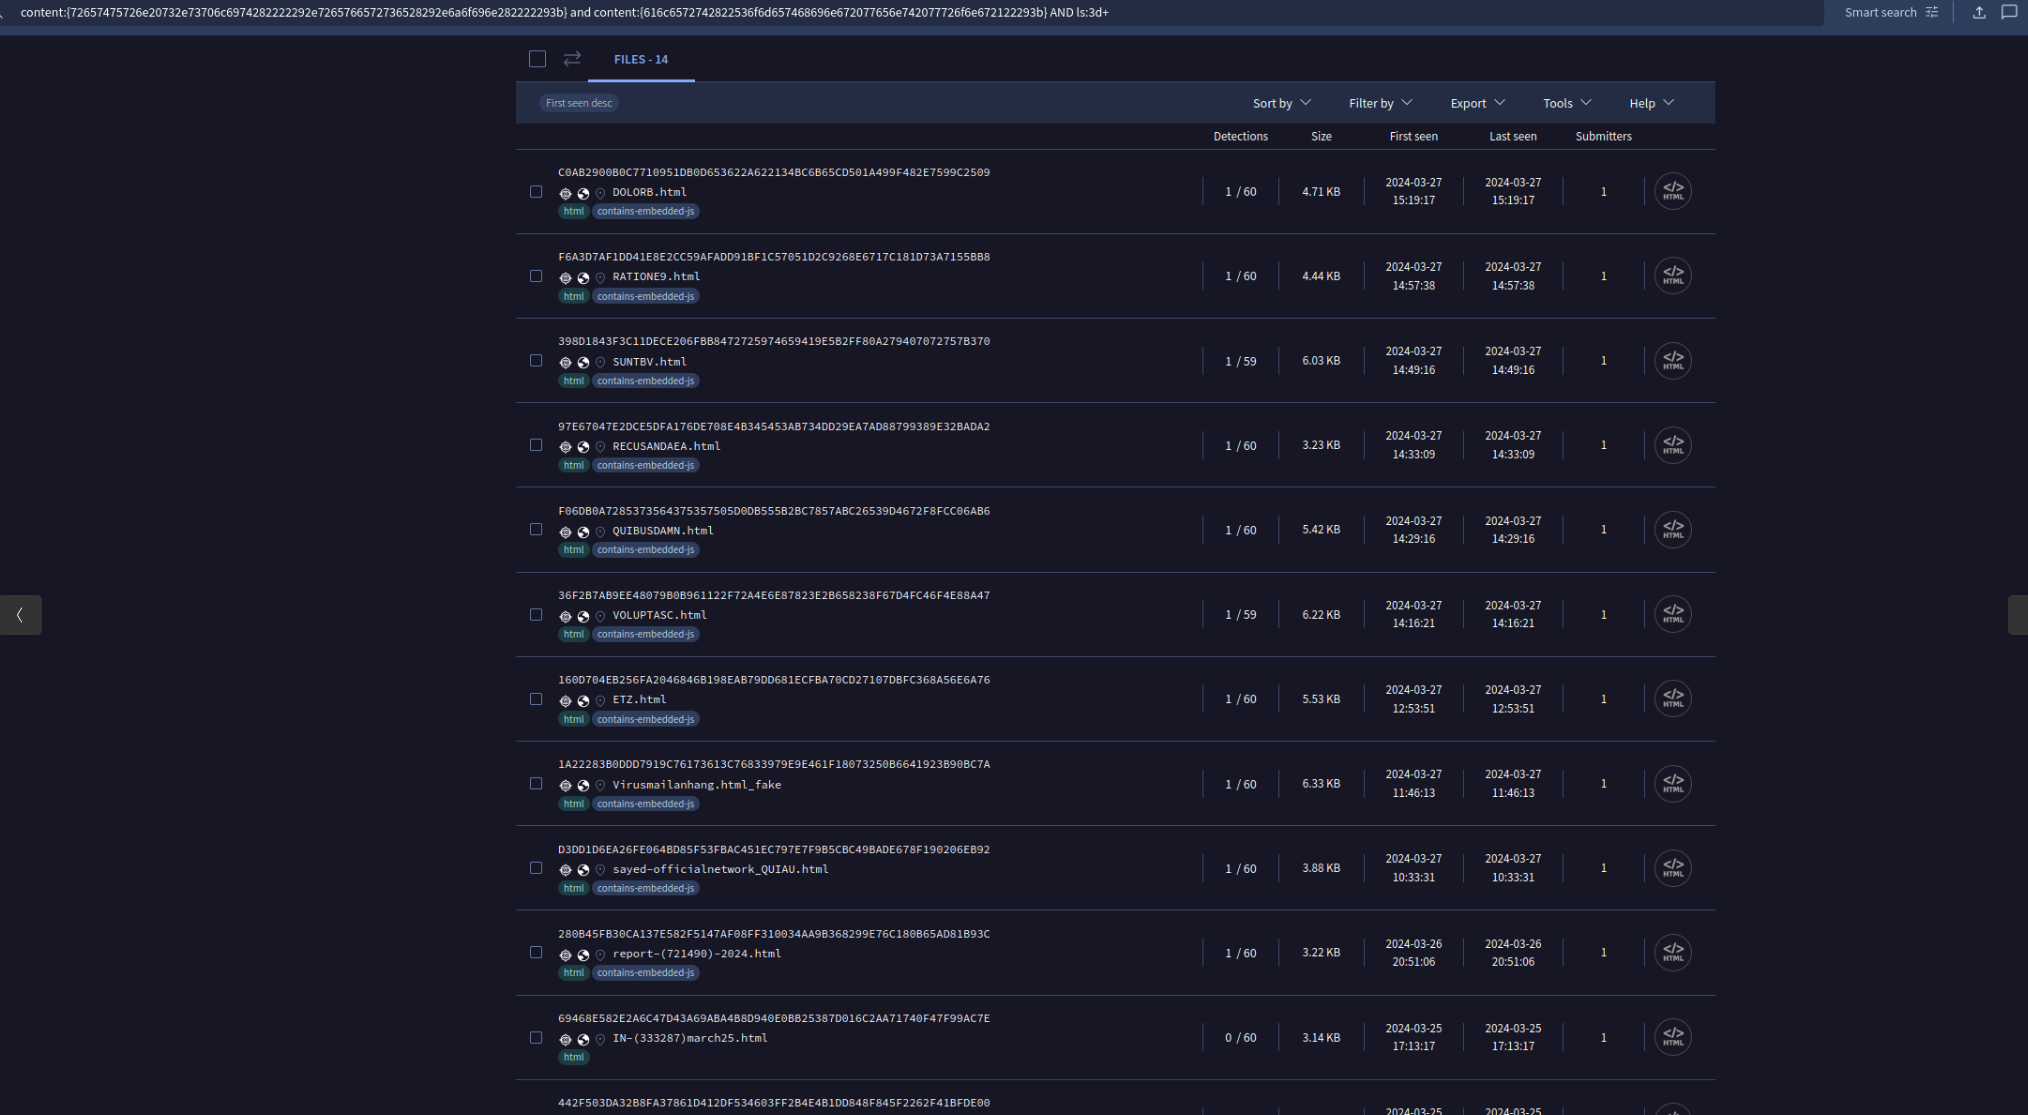 content:{72657475726e20732e73706c6974282222292e7265766572736528292e6a6f696e282222293b} and content:{616c6572742822536f6d657468696e672077656e742077726f6e672122293b} AND ls:3d+
Smart search
FILES - 14
First seen desc
Sort by Filter by Export Tools Help
Detections Size First seen Last seen Submitters
C0AB2900B0C7710951DB0D653622A622134BC6B65CD501A499F482E7599C2509
DOLORB.html
html contains-embedded-js
1 / 60 4.71 KB 2024-03-27 15:19:17 2024-03-27 15:19:17 1 </> HTML
F6A3D7AF1DD41E8E2CC59AFADD91BF1C57051D2C9268E6717C181D73A7155BB8
RATIONE9.html
html contains-embedded-js
1 / 60 4.44 KB 2024-03-27 14:57:38 2024-03-27 14:57:38 1 </> HTML
398D1843F3C11DECE206FBB8472725974659419E5B2FF80A279407072757B370
SUNTBV.html
html contains-embedded-js
1 / 59 6.03 KB 2024-03-27 14:49:16 2024-03-27 14:49:16 1 </> HTML
97E67047E2DCE5DFA176DE708E4B345453AB734DD29EA7AD88799389E32BADA2
RECUSANDAEA.html
html contains-embedded-js
1 / 60 3.23 KB 2024-03-27 14:33:09 2024-03-27 14:33:09 1 </> HTML
F06DB0A7285373564375357505D0DB555B2BC7857ABC26539D4672F8FCC06AB6
QUIBUSDAMN.html
html contains-embedded-js
1 / 60 5.42 KB 2024-03-27 14:29:16 2024-03-27 14:29:16 1 </> HTML
36F2B7AB9EE48079B0B961122F72A4E6E87823E2B658238F67D4FC46F4E88A47
VOLUPTASC.html
html contains-embedded-js
1 / 59 6.22 KB 2024-03-27 14:16:21 2024-03-27 14:16:21 1 </> HTML
160D704EB256FA2046846B198EAB79DD681ECFBA70CD27107DBFC368A56E6A76
ETZ.html
html contains-embedded-js
1 / 60 5.53 KB 2024-03-27 12:53:51 2024-03-27 12:53:51 1 </> HTML
1A22283B0DDD7919C76173613C76833979E9E461F18073250B6641923B90BC7A
Virusmailanhang.html_fake
html contains-embedded-js
1 / 60 6.33 KB 2024-03-27 11:46:13 2024-03-27 11:46:13 1 </> HTML
D3DD1D6EA26FE064BD85F53FBAC451EC797E7F9B5CBC49BADE678F190206EB92
sayed-officialnetwork_QUIAU.html
html contains-embedded-js
1 / 60 3.88 KB 2024-03-27 10:33:31 2024-03-27 10:33:31 1 </> HTML
280B45FB30CA137E582F5147AF08FF310034AA9B368299E76C180B65AD81B93C
report-(721490)-2024.html
html contains-embedded-js
1 / 60 3.22 KB 2024-03-26 20:51:06 2024-03-26 20:51:06 1 </> HTML
69468E582E2A6C47D43A69ABA4B8D940E0BB25387D016C2AA71740F47F99AC7E
IN-(333287)march25.html
html
0 / 60 3.14 KB 2024-03-25 17:13:17 2024-03-25 17:13:17 1 </> HTML
442F503DA32B8FA37861D412DF534603FF2B4E4B1DD848F845F2262F41BFDE00
2024-03-25 2024-03-25